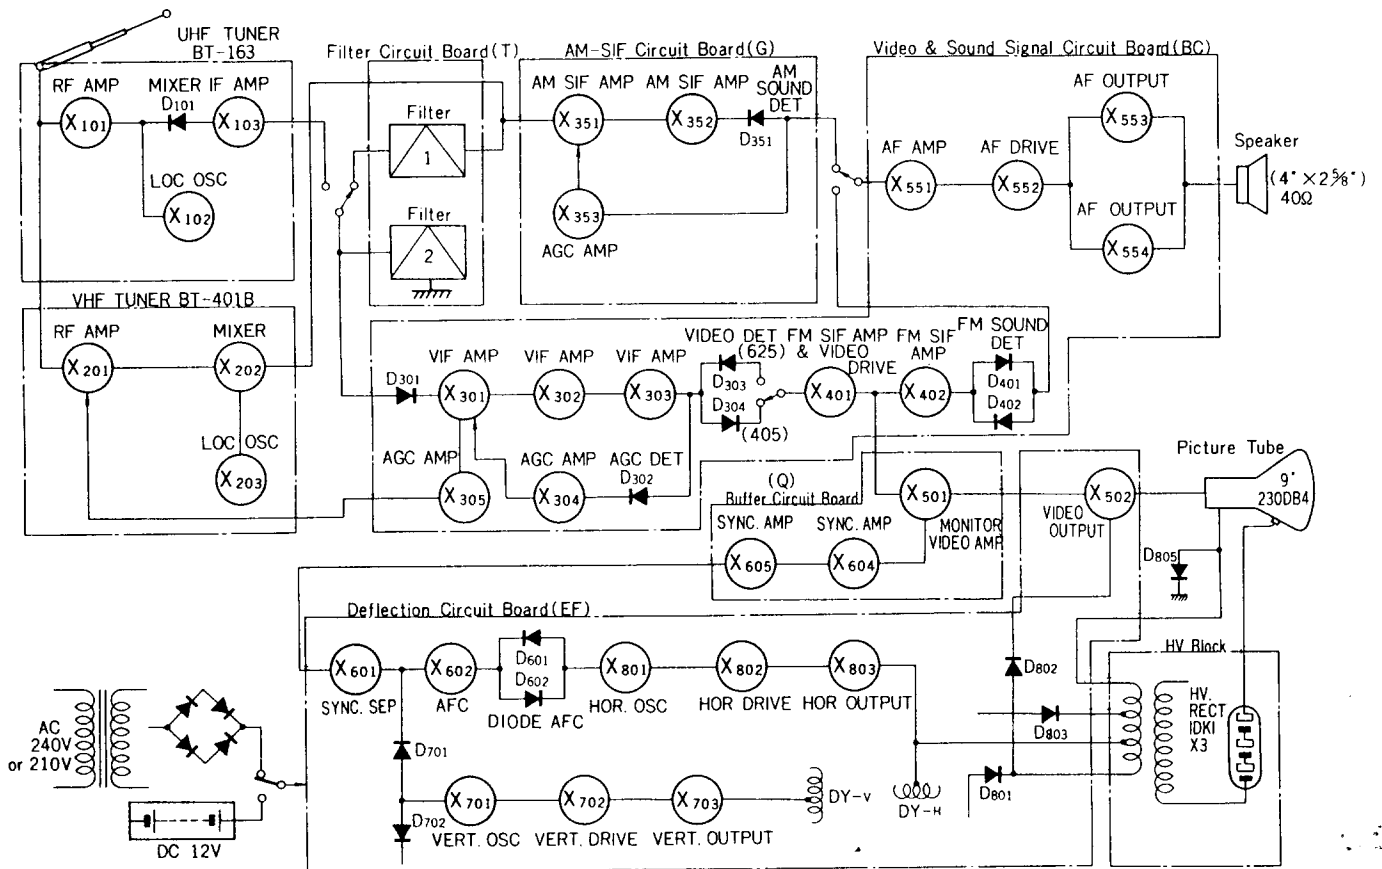 UHF TUNER
BT-163
RF AMP
MIXER IF AMP
D101
X101
X103
LOC OSC
X102
Filter Circuit Board(T)
Filter
1
Filter
2
AM-SIF Circuit Board(G)
AM SIF AMP
AM SIF AMP
AM
SOUND
DET
X351
X352
D351
X353
AGC AMP
Video & Sound Signal Circuit Board(BC)
AF OUTPUT
X553
AF AMP
AF DRIVE
X551
X552
AF OUTPUT
X554
Speaker
(4"×2⅝")
40Ω
VHF TUNER BT-401B
RF AMP
MIXER
X201
X202
LOC OSC
X203
VIF AMP
VIF AMP
VIF AMP
D301
X301
X302
X303
VIDEO DET
(625)
D303
D304
(405)
FM SIF AMP
& VIDEO
DRIVE
X401
FM SIF
AMP
X402
FM SOUND
DET
D401
D402
AGC AMP
AGC AMP
AGC DET
D302
X305
X304
(Q)
Buffer Circuit Board
SYNC. AMP
SYNC. AMP
X605
X604
X501
MONITOR
VIDEO AMP
X502
VIDEO
OUTPUT
Picture Tube
9"
230DB4
D805
Deflection Circuit Board(EF)
X601
SYNC. SEP
X602
AFC
D601
D602
DIODE AFC
X801
HOR. OSC
X802
HOR DRIVE
X803
HOR OUTPUT
D802
D803
D801
HV Block
HV.
RECT
IDKI
X3
D701
D702
X701
VERT. OSC
X702
VERT. DRIVE
X703
VERT. OUTPUT
DY-V
DY-H
AC
240V
or 210V
DC 12V